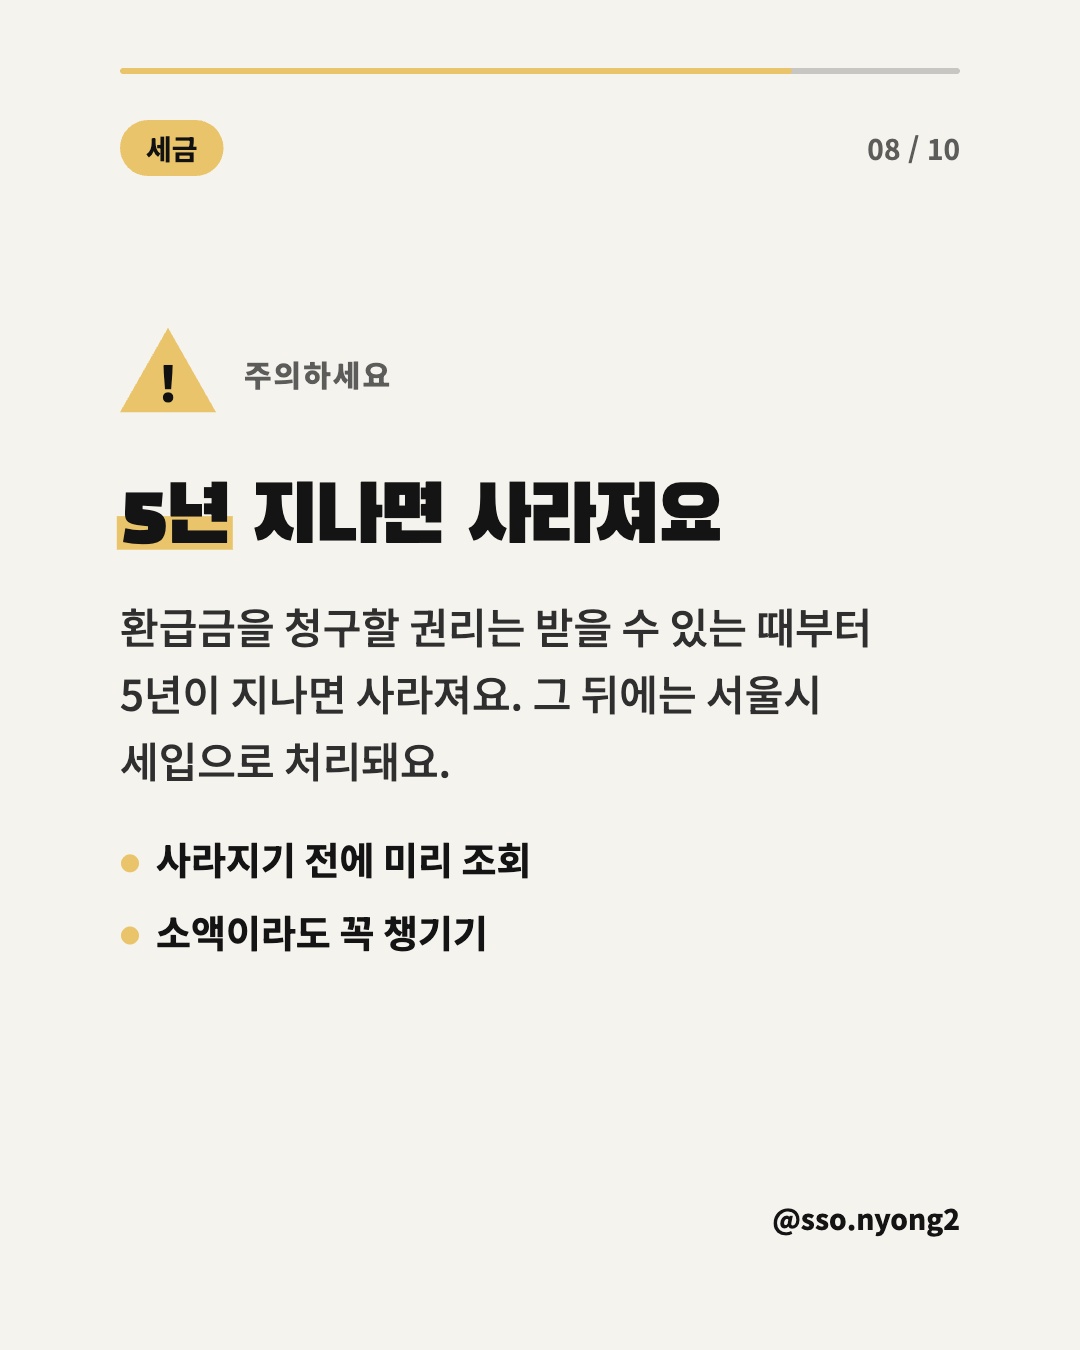 세금
08 / 10
!
주의하세요
5년 지나면 사라져요
환급금을 청구할 권리는 받을 수 있는 때부터
5년이 지나면 사라져요. 그 뒤에는 서울시
세입으로 처리돼요.
사라지기 전에 미리 조회
소액이라도 꼭 챙기기
@sso.nyong2